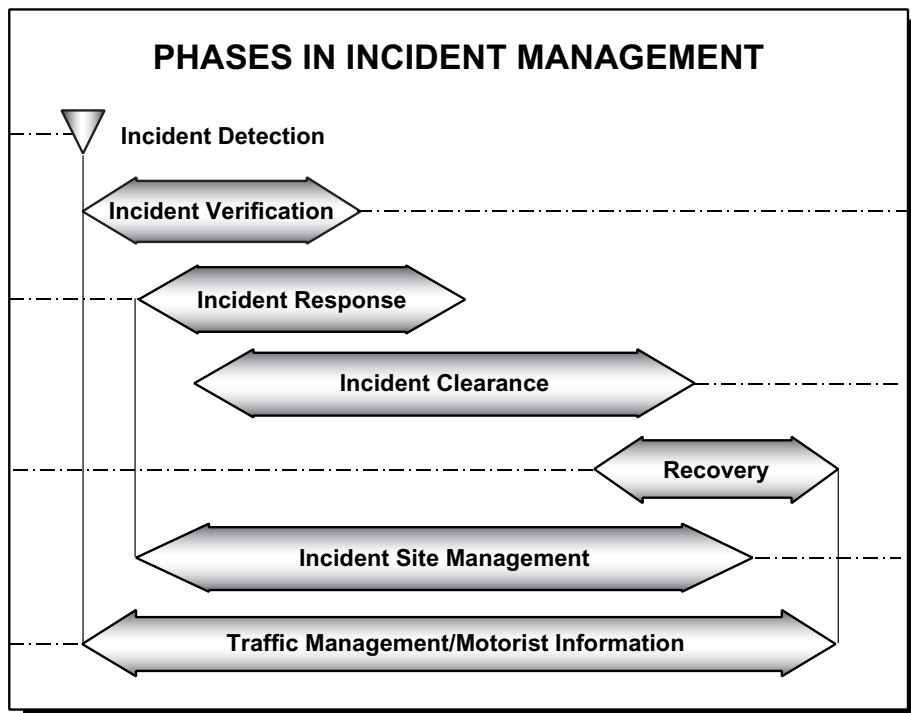 PHASES IN INCIDENT MANAGEMENT
Incident Detection
Incident Verification
Incident Response
Incident Clearance
Recovery
Incident Site Management
Traffic Management/Motorist Information